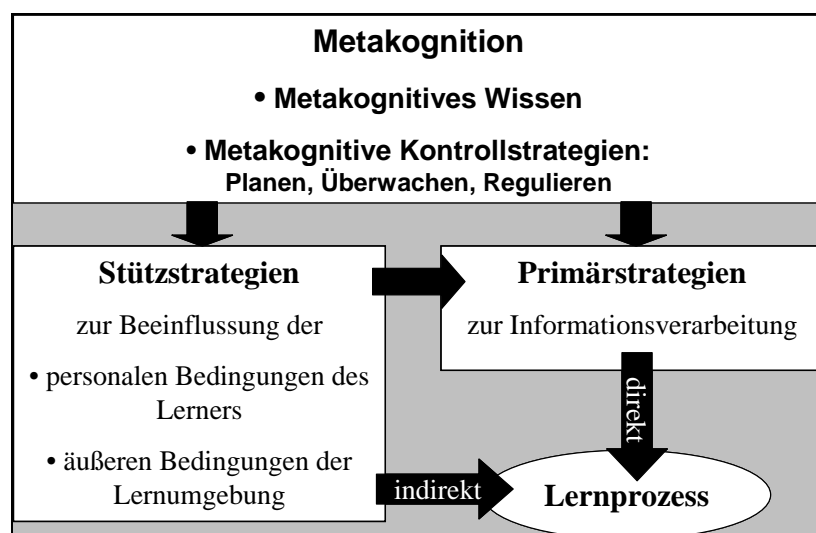 Metakognition
• Metakognitives Wissen
• Metakognitive Kontrollstrategien:
Planen, Überwachen, Regulieren
Stützstrategien
zur Beeinflussung der
• personalen Bedingungen des
Lerners
• äußeren Bedingungen der
Lernumgebung
Primärstrategien
zur Informationsverarbeitung
direkt
indirekt
Lernprozess